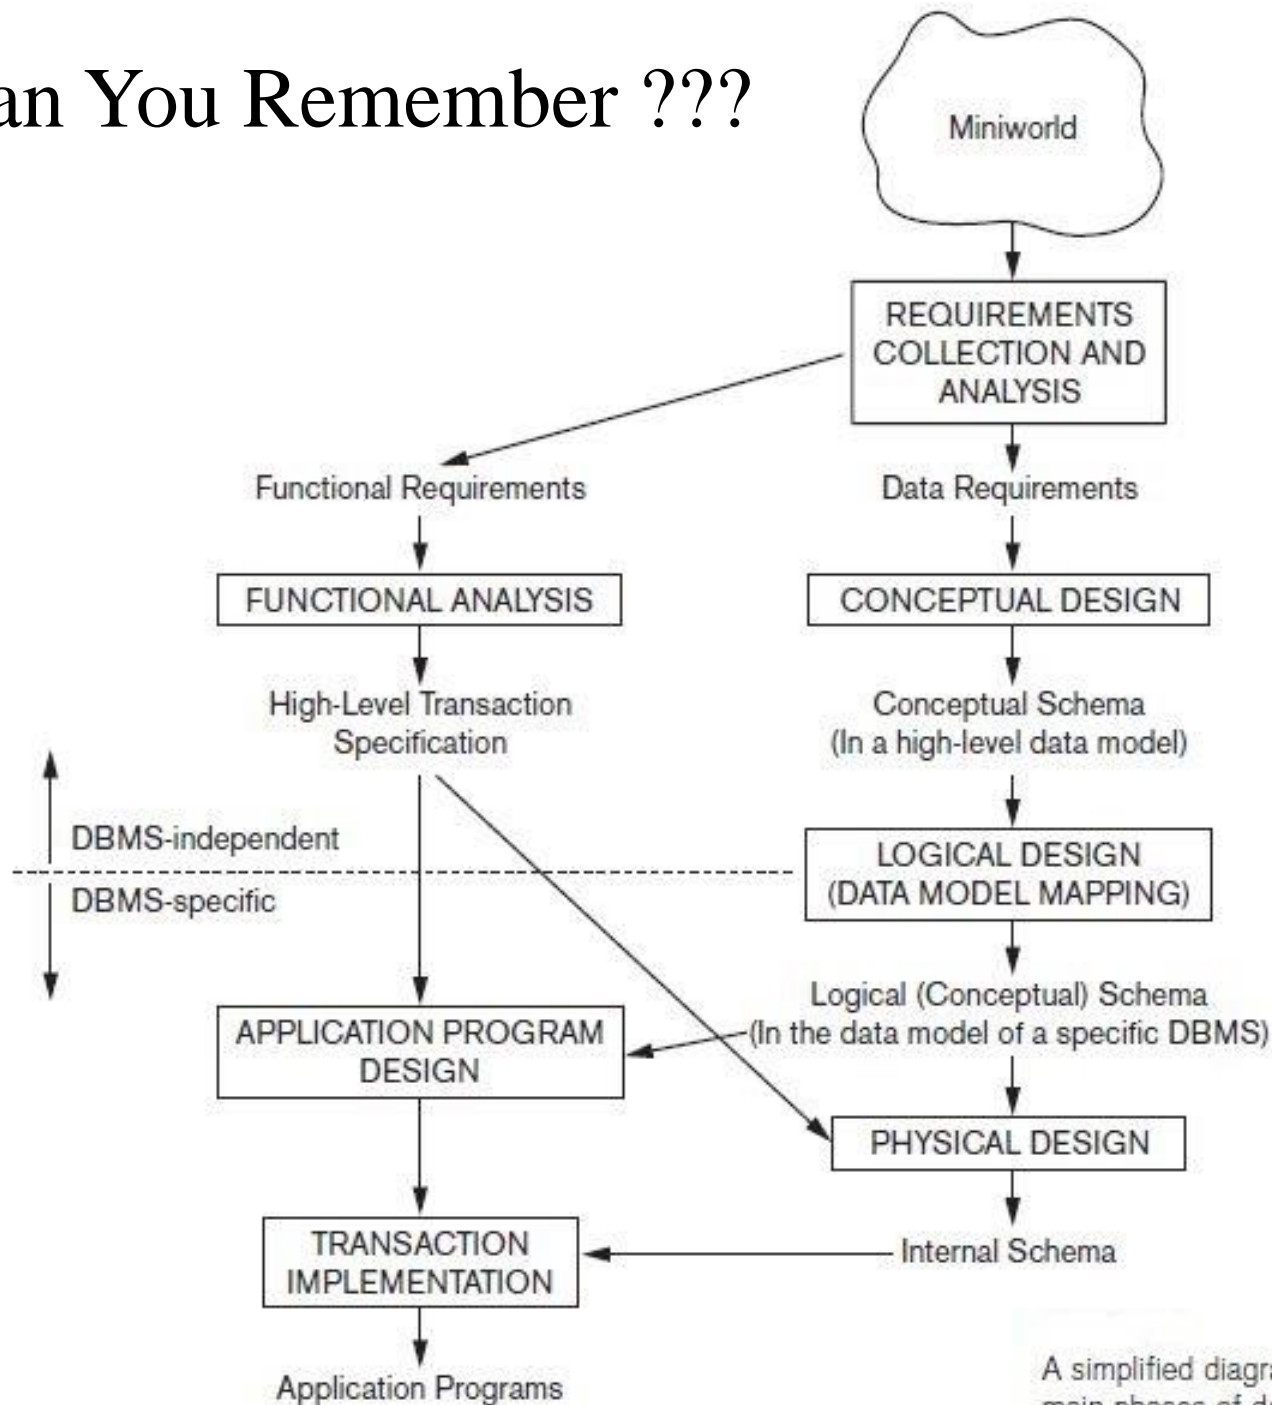 an You Remember ???
Miniworld
REQUIREMENTS
COLLECTION AND
ANALYSIS
Functional Requirements
Data Requirements
FUNCTIONAL ANALYSIS
CONCEPTUAL DESIGN
High-Level Transaction
Specification
Conceptual Schema
(In a high-level data model)
DBMS-independent
DBMS-specific
LOGICAL DESIGN
(DATA MODEL MAPPING)
Logical (Conceptual) Schema
(In the data model of a specific DBMS)
APPLICATION PROGRAM
DESIGN
PHYSICAL DESIGN
TRANSACTION
IMPLEMENTATION
Internal Schema
Application Programs
A simplified diagra
main phases of d